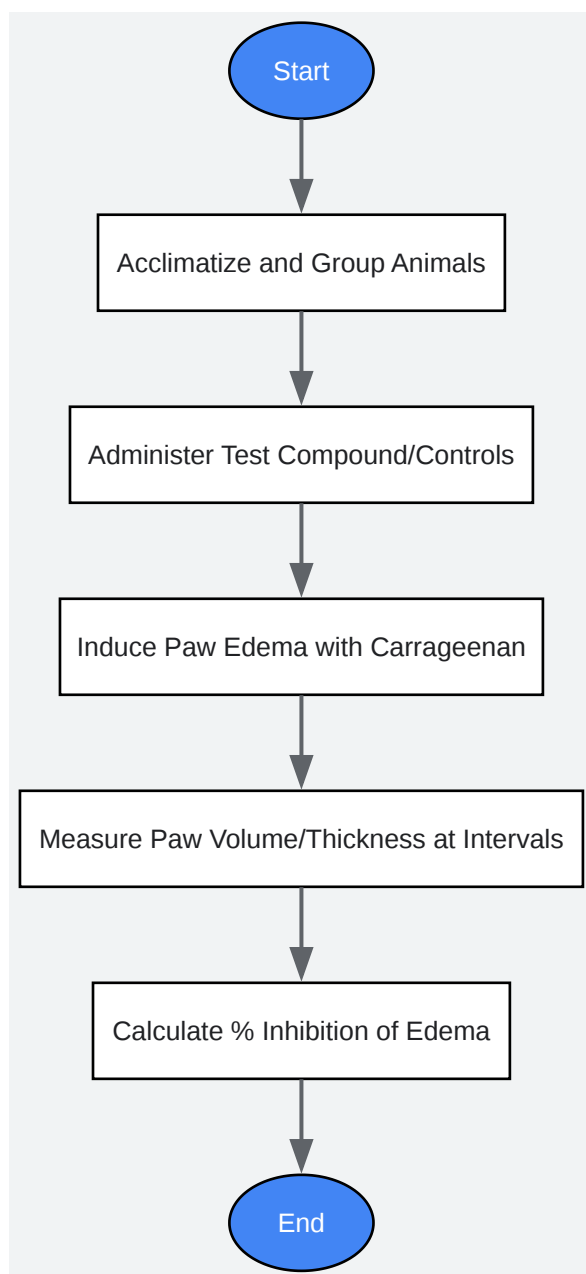 Start
Acclimatize and Group Animals
Administer Test Compound/Controls
Induce Paw Edema with Carrageenan
Measure Paw Volume/Thickness at Intervals
Calculate % Inhibition of Edema
End